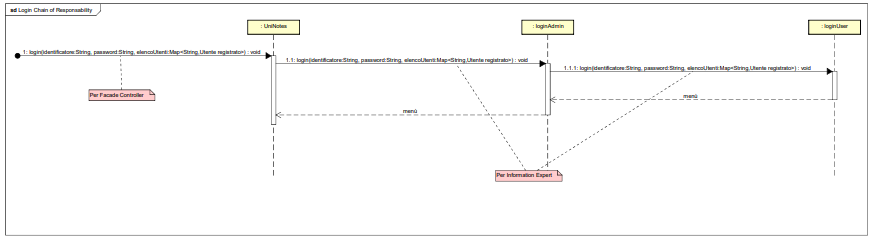 sd Login Chain of Responsability
: UniNotes
: loginAdmin
: loginUser
1: login(identificatore:String, password:String, elencoUtenti:Map<String,Utente registrato>) : void
1.1: login(identificatore:String, password:String, elencoUtenti:Map<String,Utente registrato>) : void
1.1.1: login(identificatore:String, password:String, elencoUtenti:Map<String,Utente registrato>) : void
Per Facade Controller
menù
menù
Per Information Expert